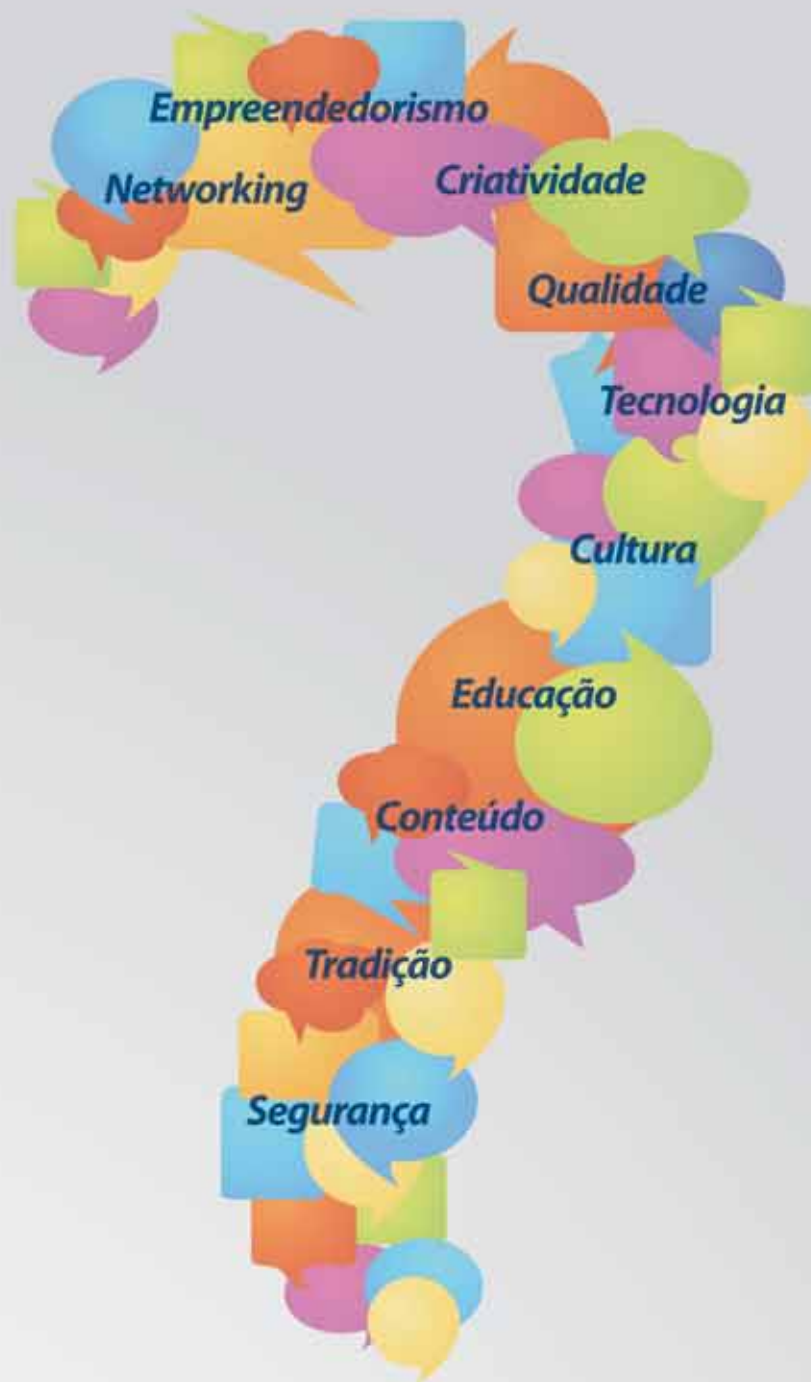 Empreendedorismo
Networking
Criatividade
Qualidade
Tecnologia
Cultura
Educação
Conteúdo
Tradição
Segurança